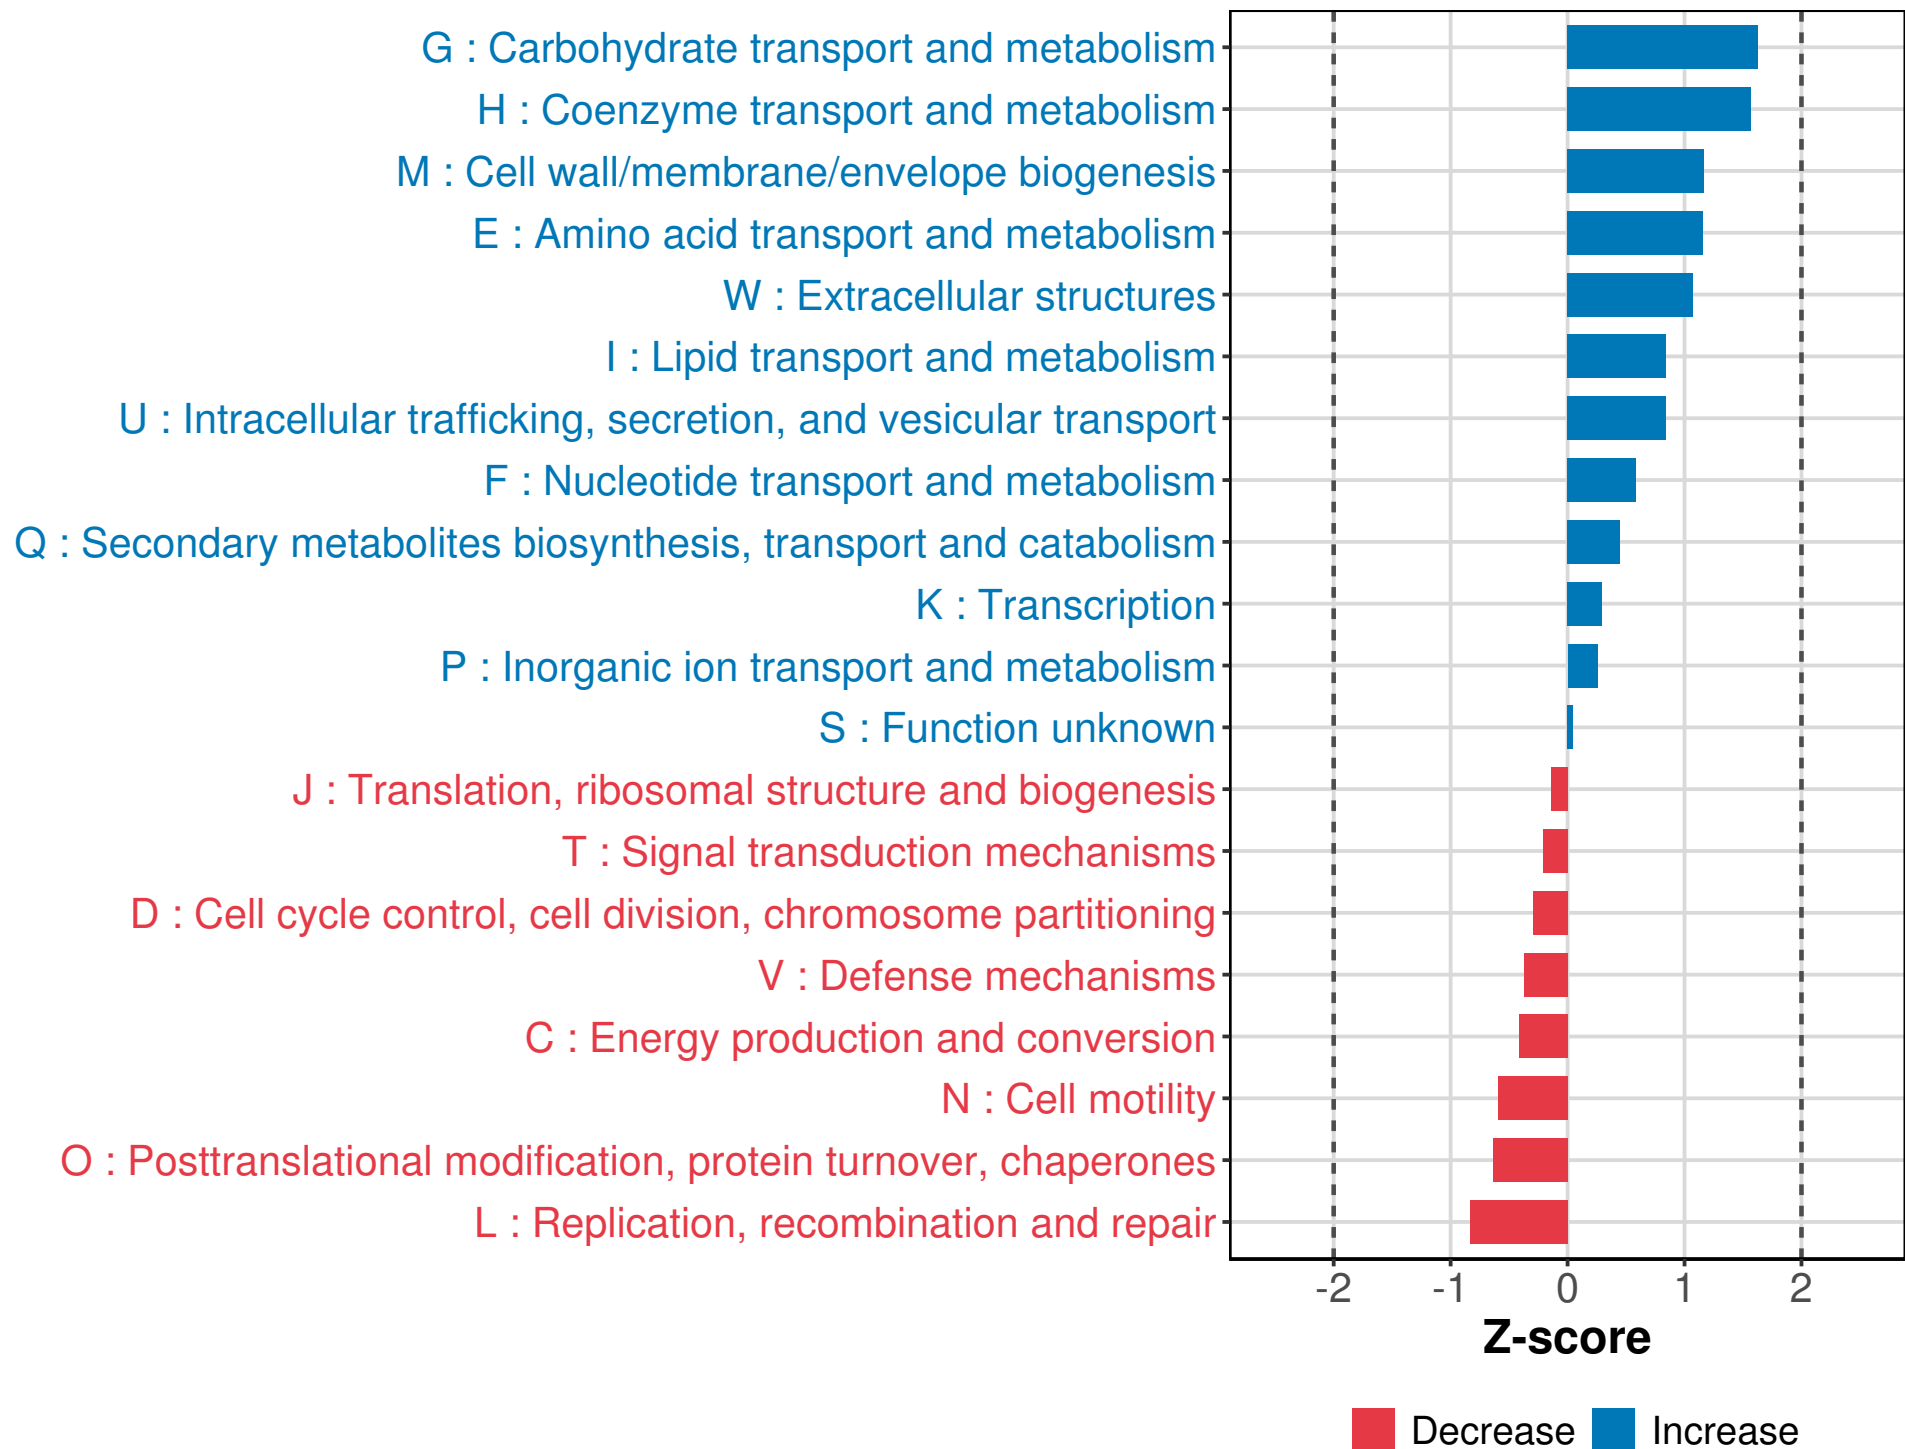 G : Carbohydrate transport and metabolism
H : Coenzyme transport and metabolism
M : Cell wall/membrane/envelope biogenesis
E : Amino acid transport and metabolism
W : Extracellular structures
I : Lipid transport and metabolism
U : Intracellular trafficking, secretion, and vesicular transport
F : Nucleotide transport and metabolism
Q : Secondary metabolites biosynthesis, transport and catabolism
K : Transcription
P : Inorganic ion transport and metabolism
S : Function unknown
J : Translation, ribosomal structure and biogenesis
T : Signal transduction mechanisms
D : Cell cycle control, cell division, chromosome partitioning
V : Defense mechanisms
C : Energy production and conversion
N : Cell motility
O : Posttranslational modification, protein turnover, chaperones
L : Replication, recombination and repair
-2 -1 0 1 2
Z-score
Decrease Increase